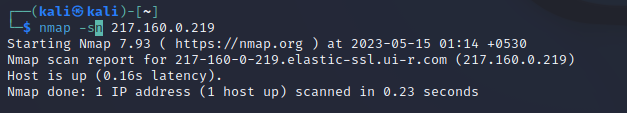 ┌──(kali㉿kali)-[~]
└─$ nmap -sn 217.160.0.219
Starting Nmap 7.93 ( https://nmap.org ) at 2023-05-15 01:14 +0530
Nmap scan report for 217-160-0-219.elastic-ssl.ui-r.com (217.160.0.219)
Host is up (0.16s latency).
Nmap done: 1 IP address (1 host up) scanned in 0.23 seconds